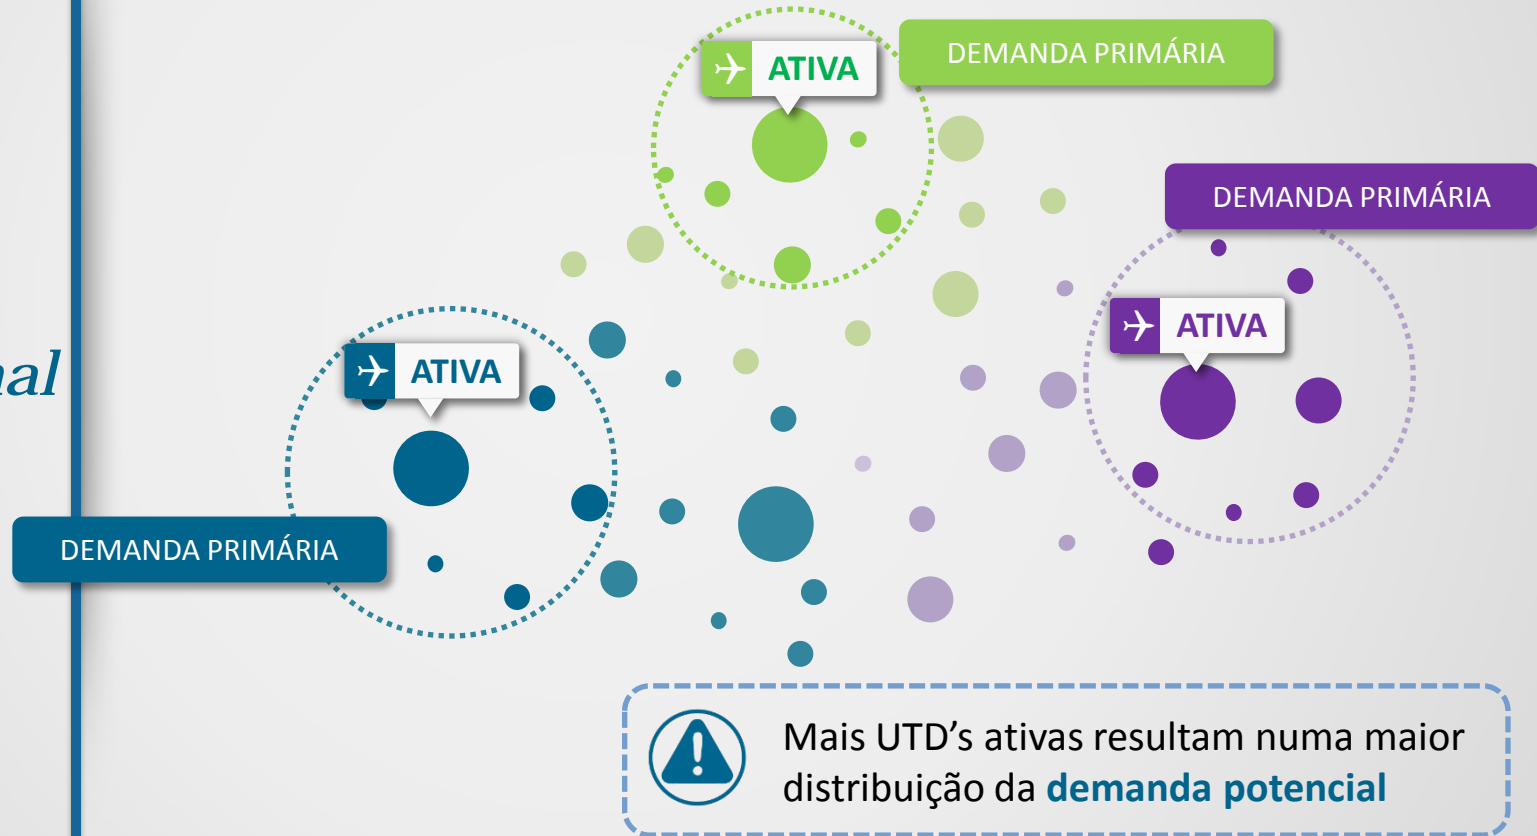 ATIVA
DEMANDA PRIMÁRIA
DEMANDA PRIMÁRIA
ATIVA
ATIVA
DEMANDA PRIMÁRIA
Mais UTD's ativas resultam numa maior
distribuição da demanda potencial